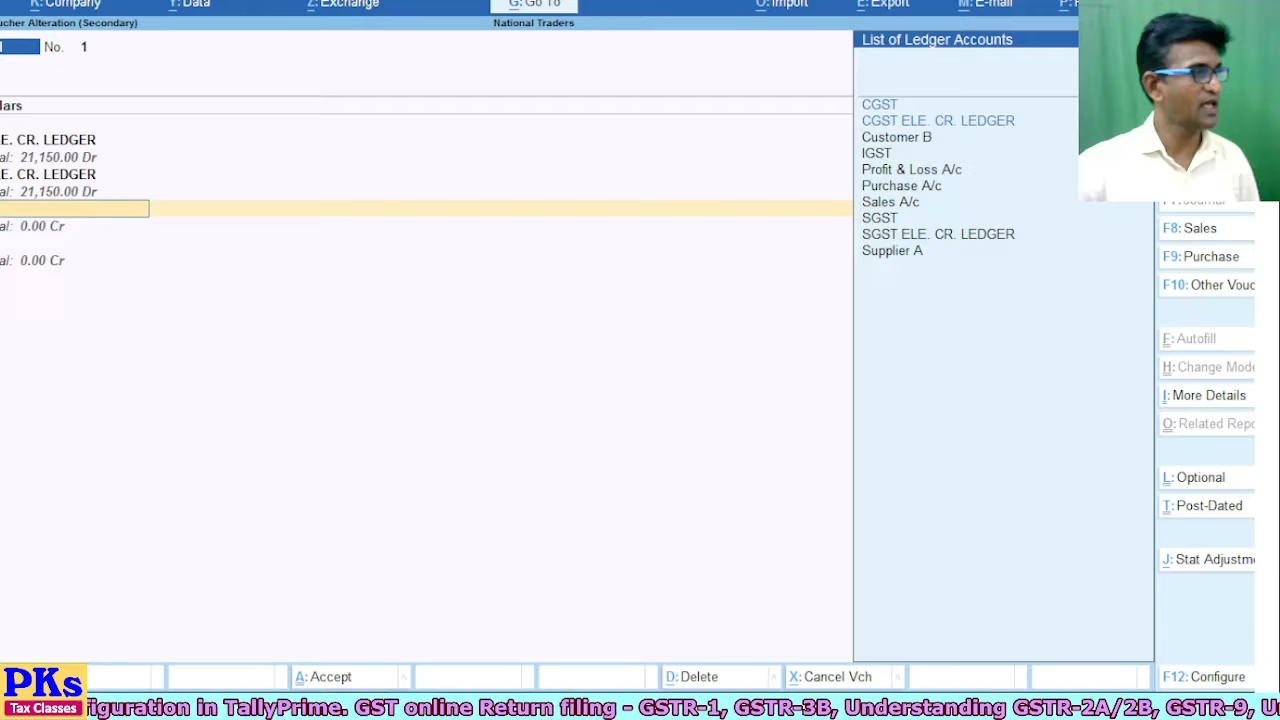 K: Company
Y: Data
Z: Exchange
G: Go To
O: Import
E: Export
M: E-mail
ucher Alteration (Secondary)
National Traders
No. 1
List of Ledger Accounts
lars
CGST
CGST ELE. CR. LEDGER
Customer B
IGST
Profit & Loss A/c
Purchase A/c
Sales A/c
SGST
SGST ELE. CR. LEDGER
Supplier A
E. CR. LEDGER
al: 21,150.00 Dr
E. CR. LEDGER
al: 21,150.00 Dr
al: 0.00 Cr
al: 0.00 Cr
F7: Journal
F8: Sales
F9: Purchase
F10: Other Vouc
F: Autofill
H: Change Mode
I: More Details
O: Related Repo
L: Optional
T: Post-Dated
J: Stat Adjustme
A: Accept
D: Delete
X: Cancel Vch
F12: Configure
PKs
Tax Classes
figuration in TallyPrime. GST online Return filing - GSTR-1, GSTR-3B, Understanding GSTR-2A/2B, GSTR-9, U